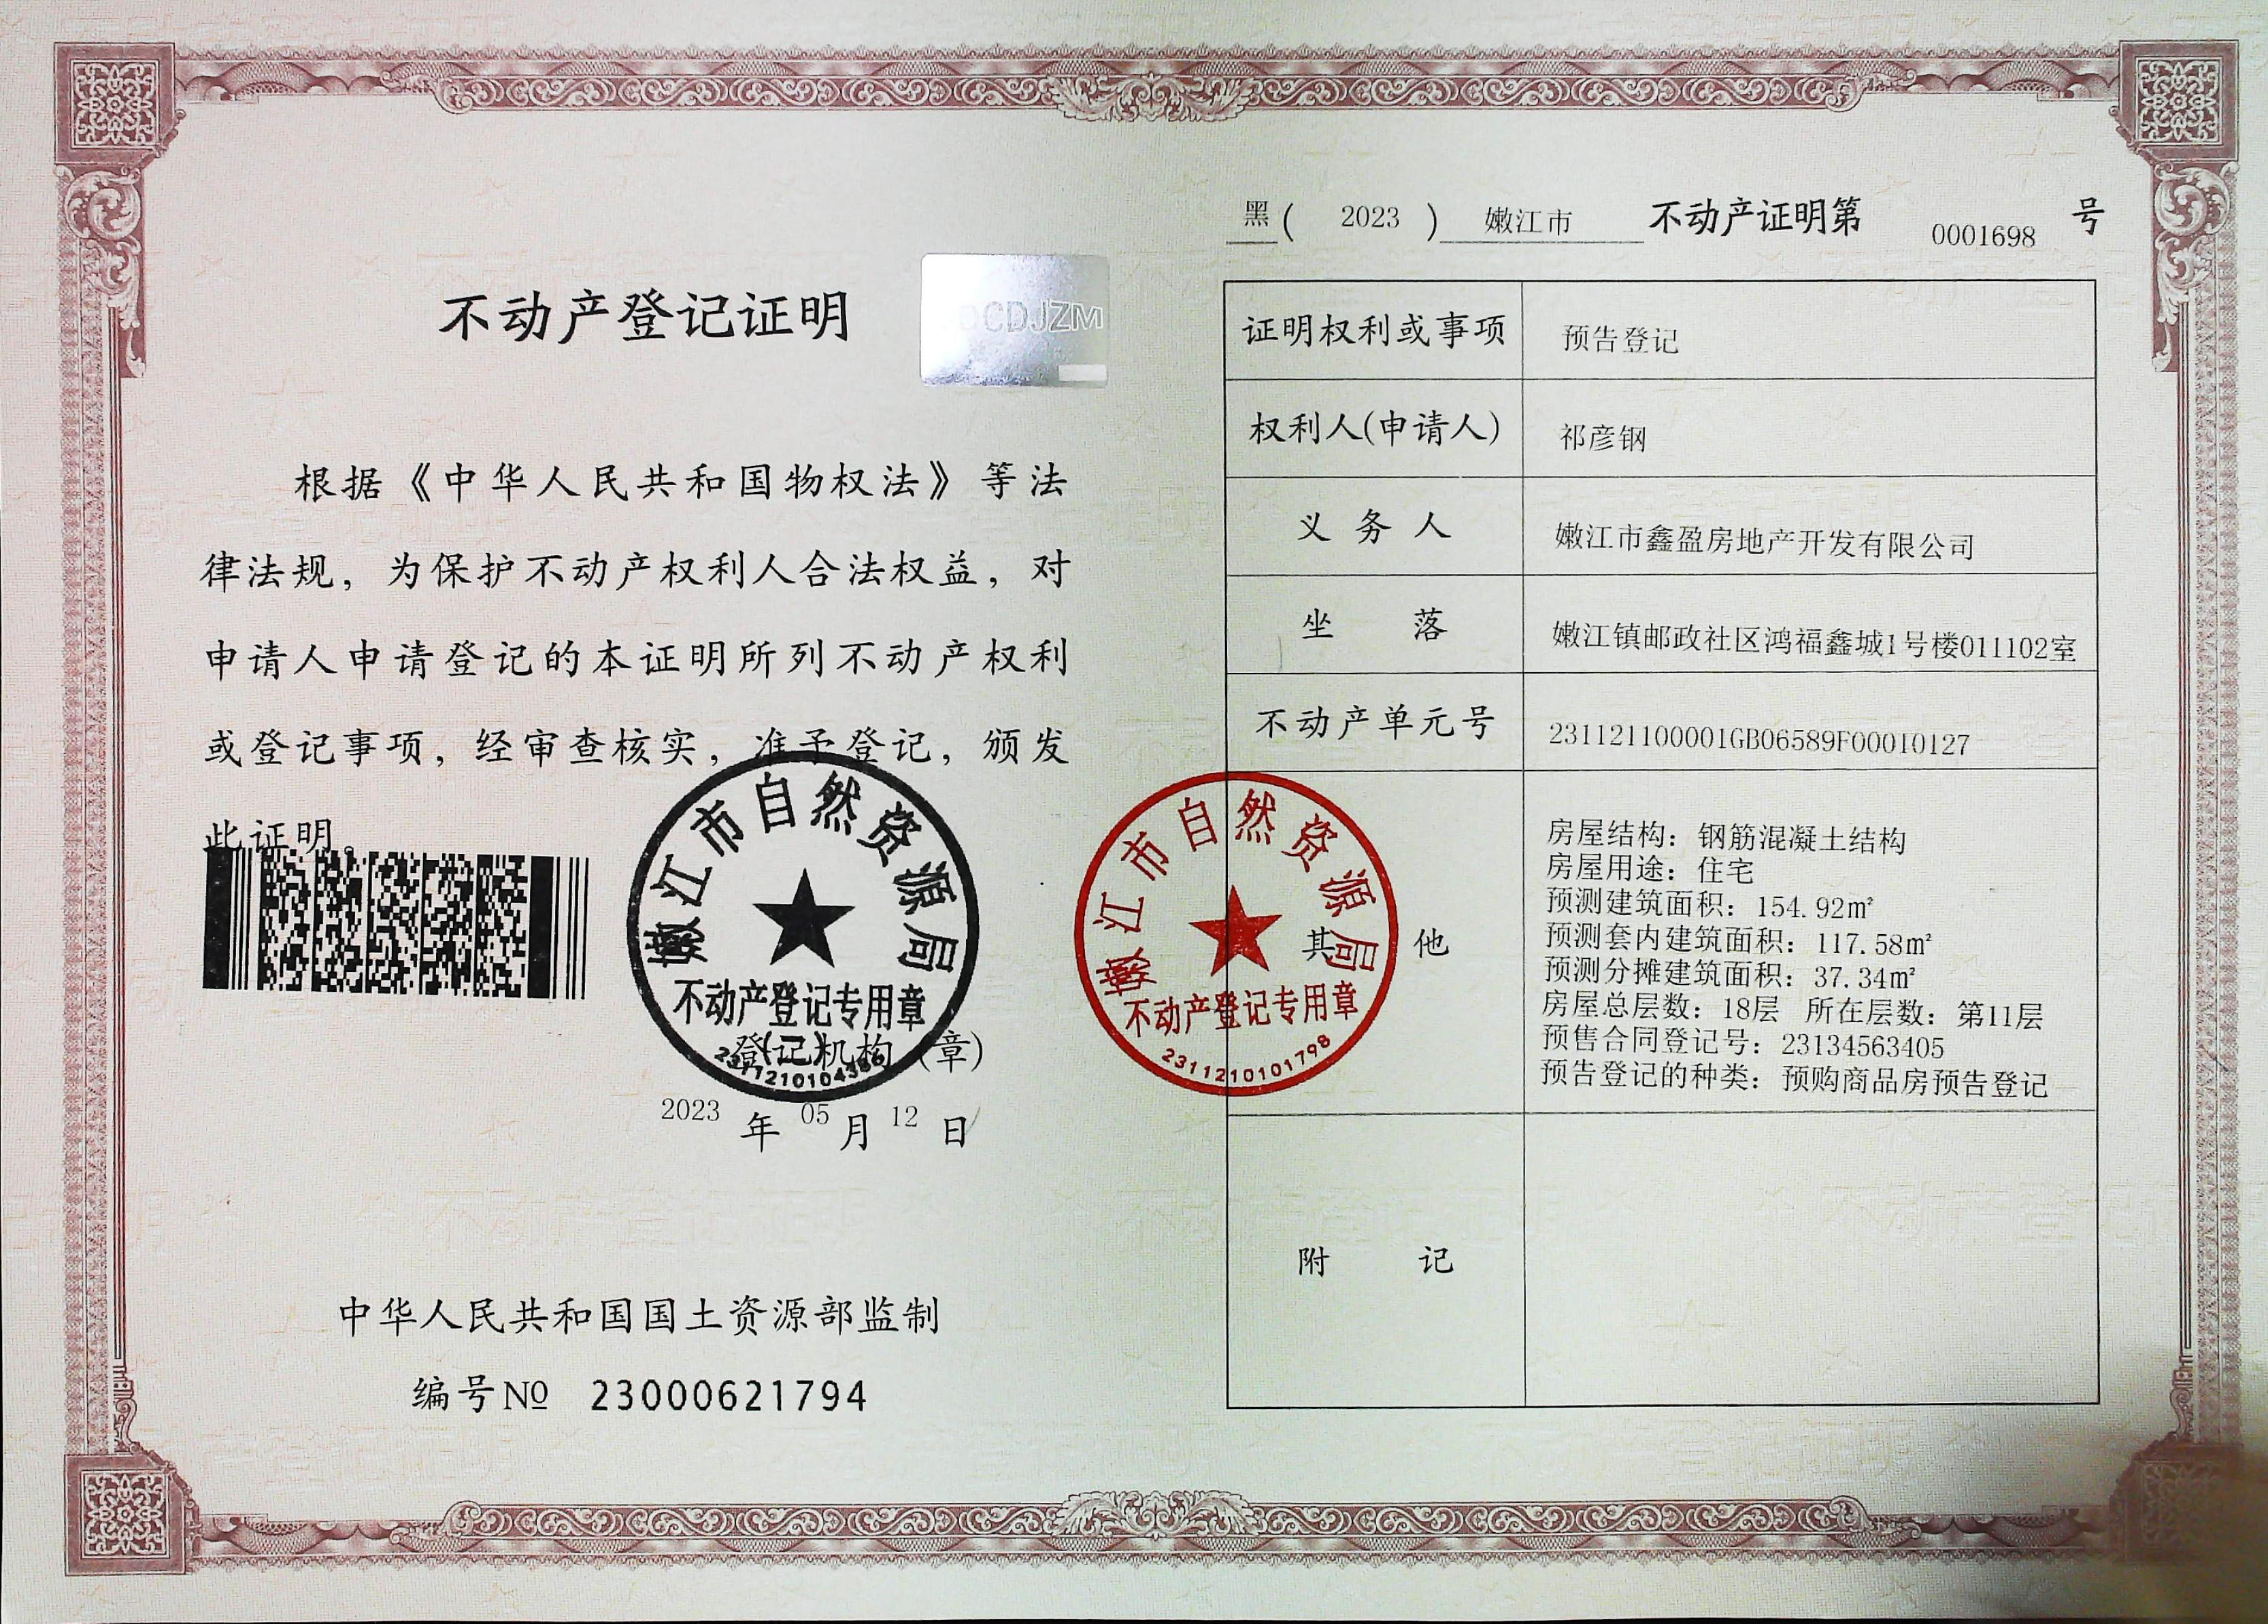 不动产登记证明
DCDJZM
根据《中华人民共和国物权法》等法
律法规，为保护不动产权利人合法权益，对
申请人申请登记的本证明所列不动产权利
或登记事项，经审查核实，准予登记，颁发
此证明。
嫩江市自然资源局
不动产登记专用章
(二)
登记机构（章）
2023 年 05 月 12 日
中华人民共和国国土资源部监制
编号№ 23000621794
黑( 2023 ) 嫩江市 不动产证明第 0001698 号
证明权利或事项 预告登记
权利人(申请人) 祁彦钢
义务人 嫩江市鑫盈房地产开发有限公司
坐落 嫩江镇邮政社区鸿福鑫城1号楼011102室
不动产单元号 231121100001GB06589F00010127
其他
房屋结构：钢筋混凝土结构
房屋用途：住宅
预测建筑面积：154.92㎡
预测套内建筑面积：117.58㎡
预测分摊建筑面积：37.34㎡
房屋总层数：18层 所在层数：第11层
预售合同登记号：23134563405
预告登记的种类：预购商品房预告登记
嫩江市自然资源局
不动产登记专用章
2311210101798
附记